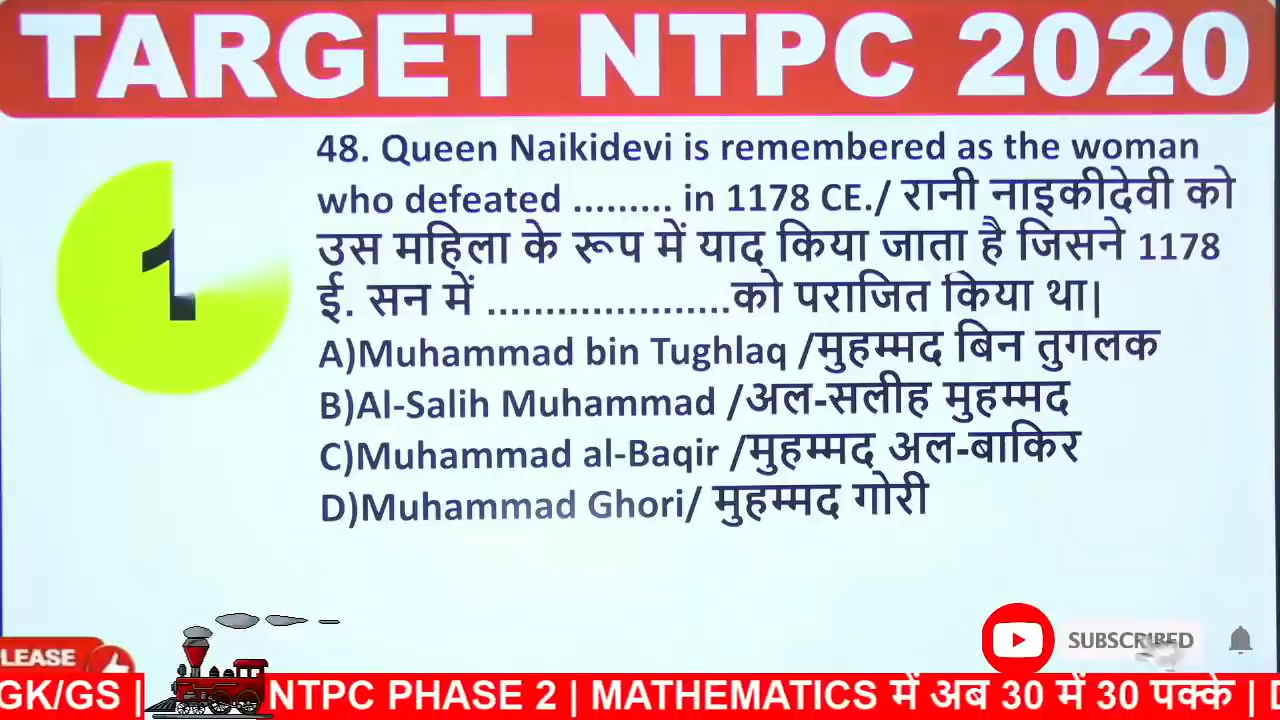 TARGET NTPC 2020
1
48. Queen Naikidevi is remembered as the woman
who defeated ......... in 1178 CE./ रानी नाइकीदेवी को
उस महिला के रूप में याद किया जाता है जिसने 1178
ई. सन में .....................को पराजित किया था|
A)Muhammad bin Tughlaq /मुहम्मद बिन तुगलक
B)Al-Salih Muhammad /अल-सलीह मुहम्मद
C)Muhammad al-Baqir /मुहम्मद अल-बाकिर
D)Muhammad Ghori/ मुहम्मद गोरी
SUBSCRIBED
LEASE
GK/GS | NTPC PHASE 2 | MATHEMATICS में अब 30 में 30 पक्के |